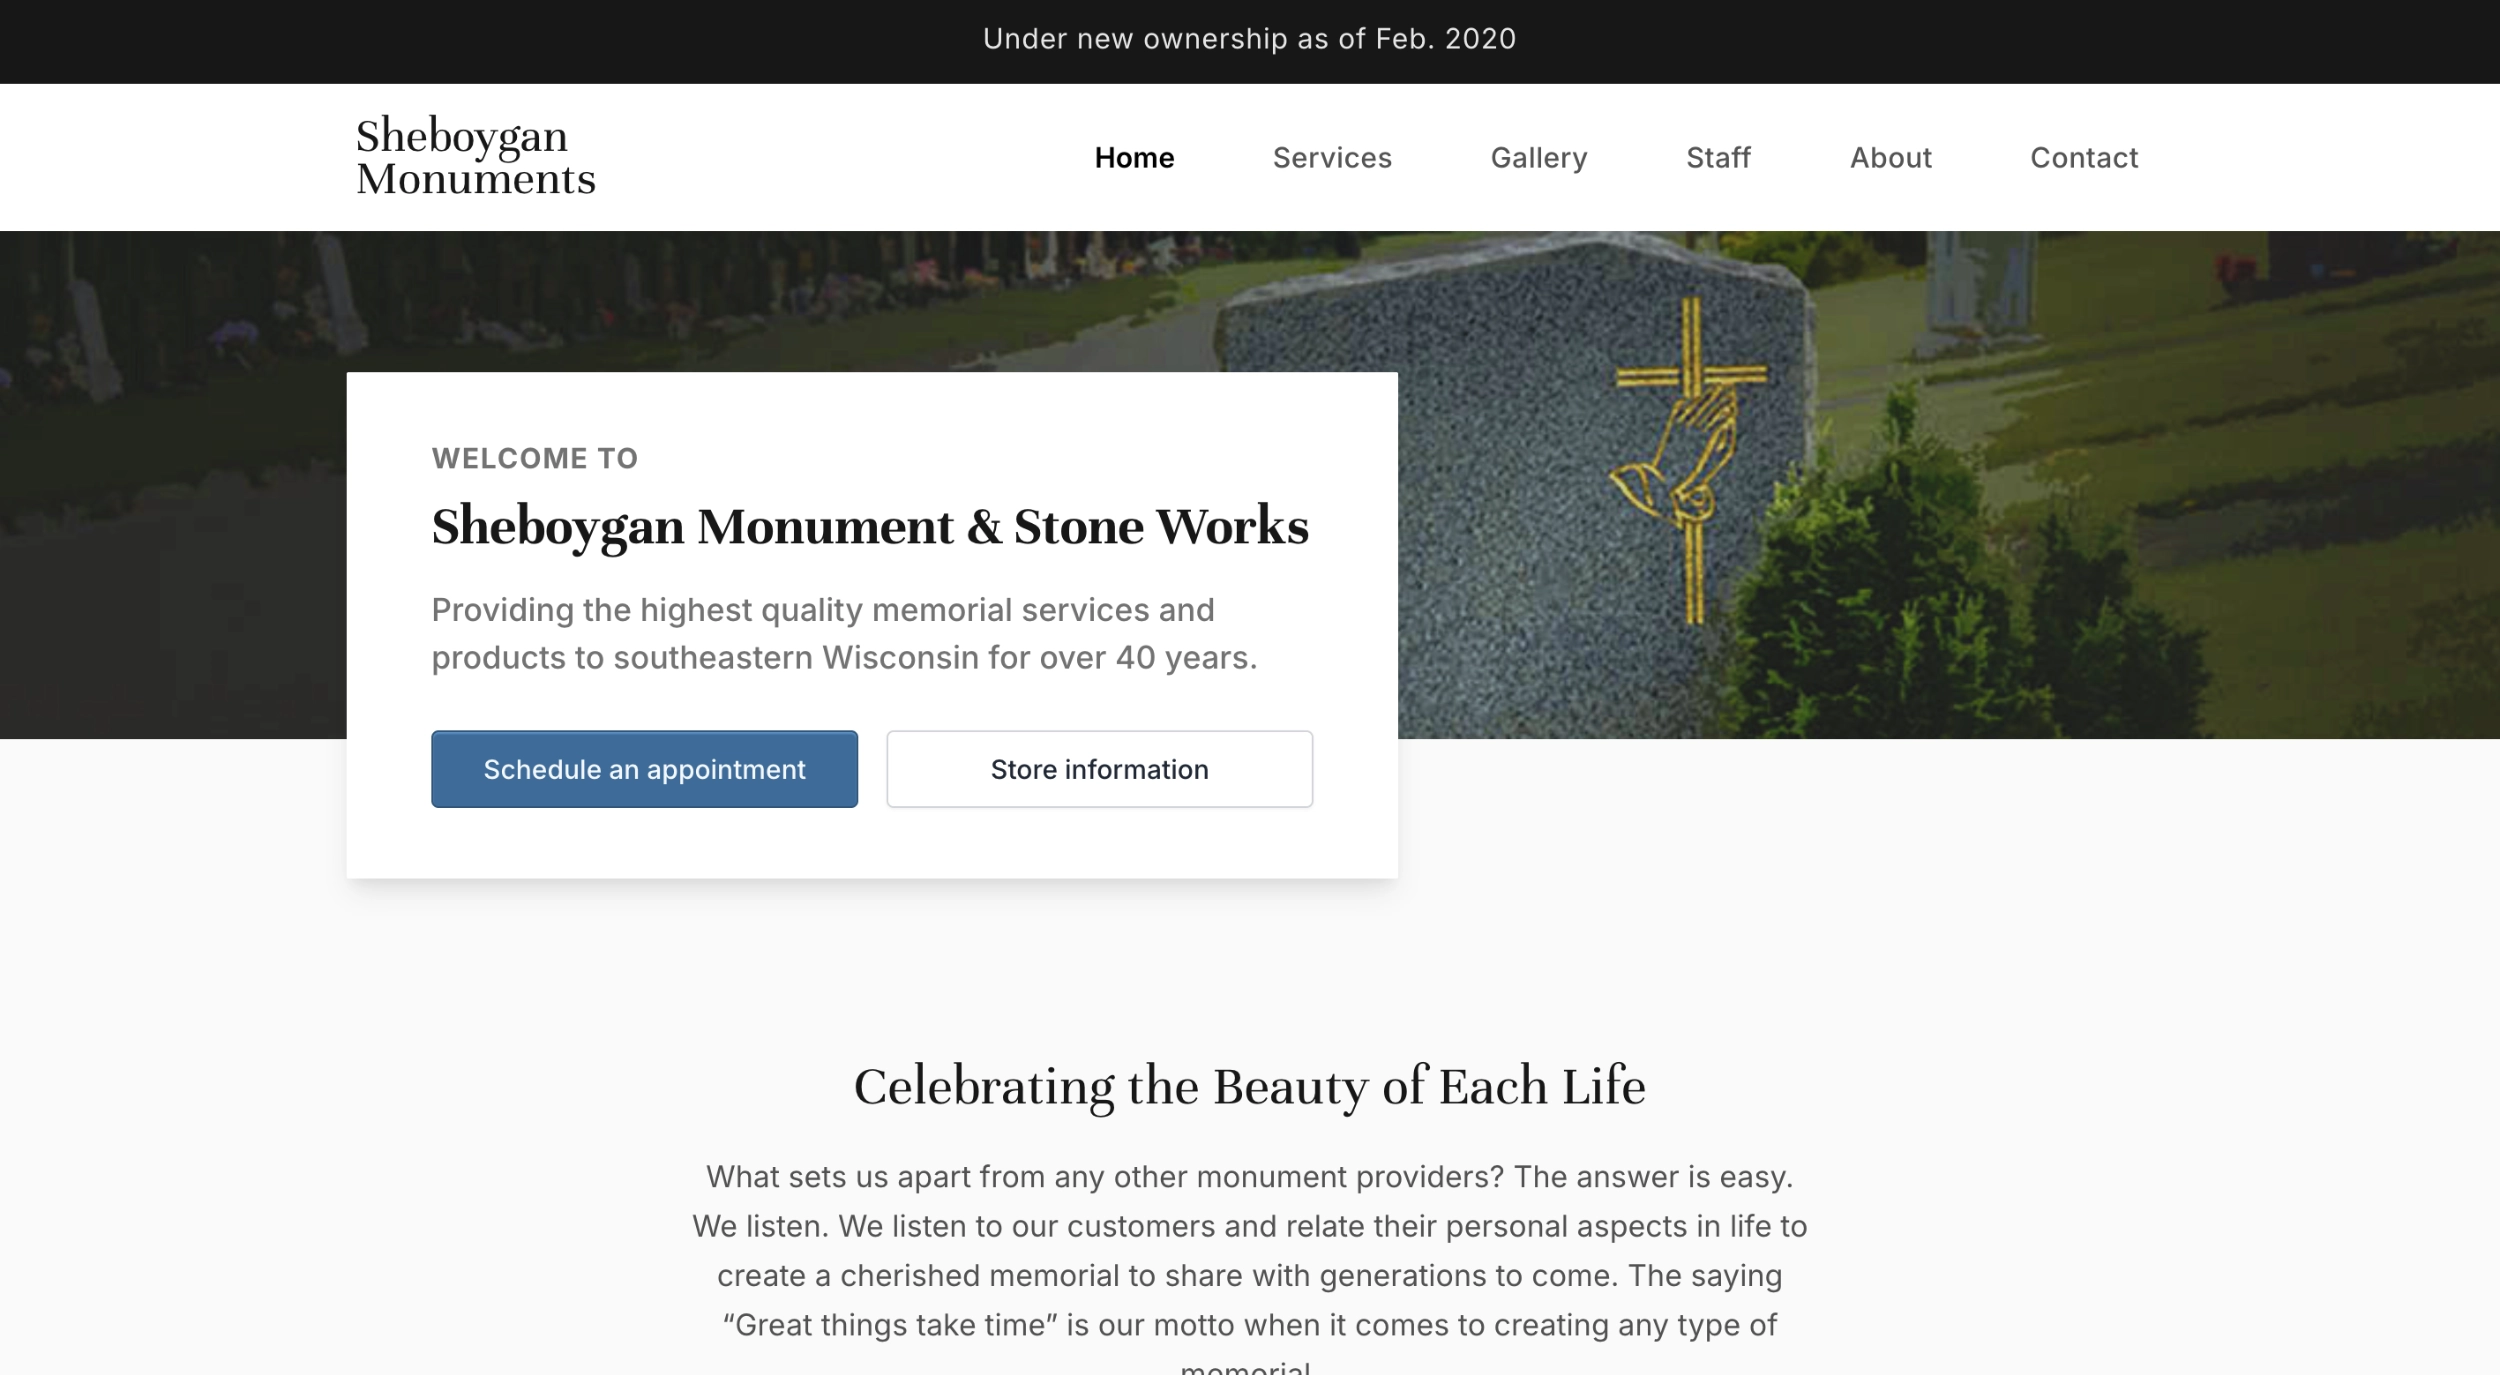 Under new ownership as of Feb. 2020
Sheboygan
Monuments
Home Services Gallery Staff About Contact
WELCOME TO
Sheboygan Monument & Stone Works
Providing the highest quality memorial services and
products to southeastern Wisconsin for over 40 years.
Schedule an appointment Store information
Celebrating the Beauty of Each Life
What sets us apart from any other monument providers? The answer is easy.
We listen. We listen to our customers and relate their personal aspects in life to
create a cherished memorial to share with generations to come. The saying
“Great things take time” is our motto when it comes to creating any type of
memorial.